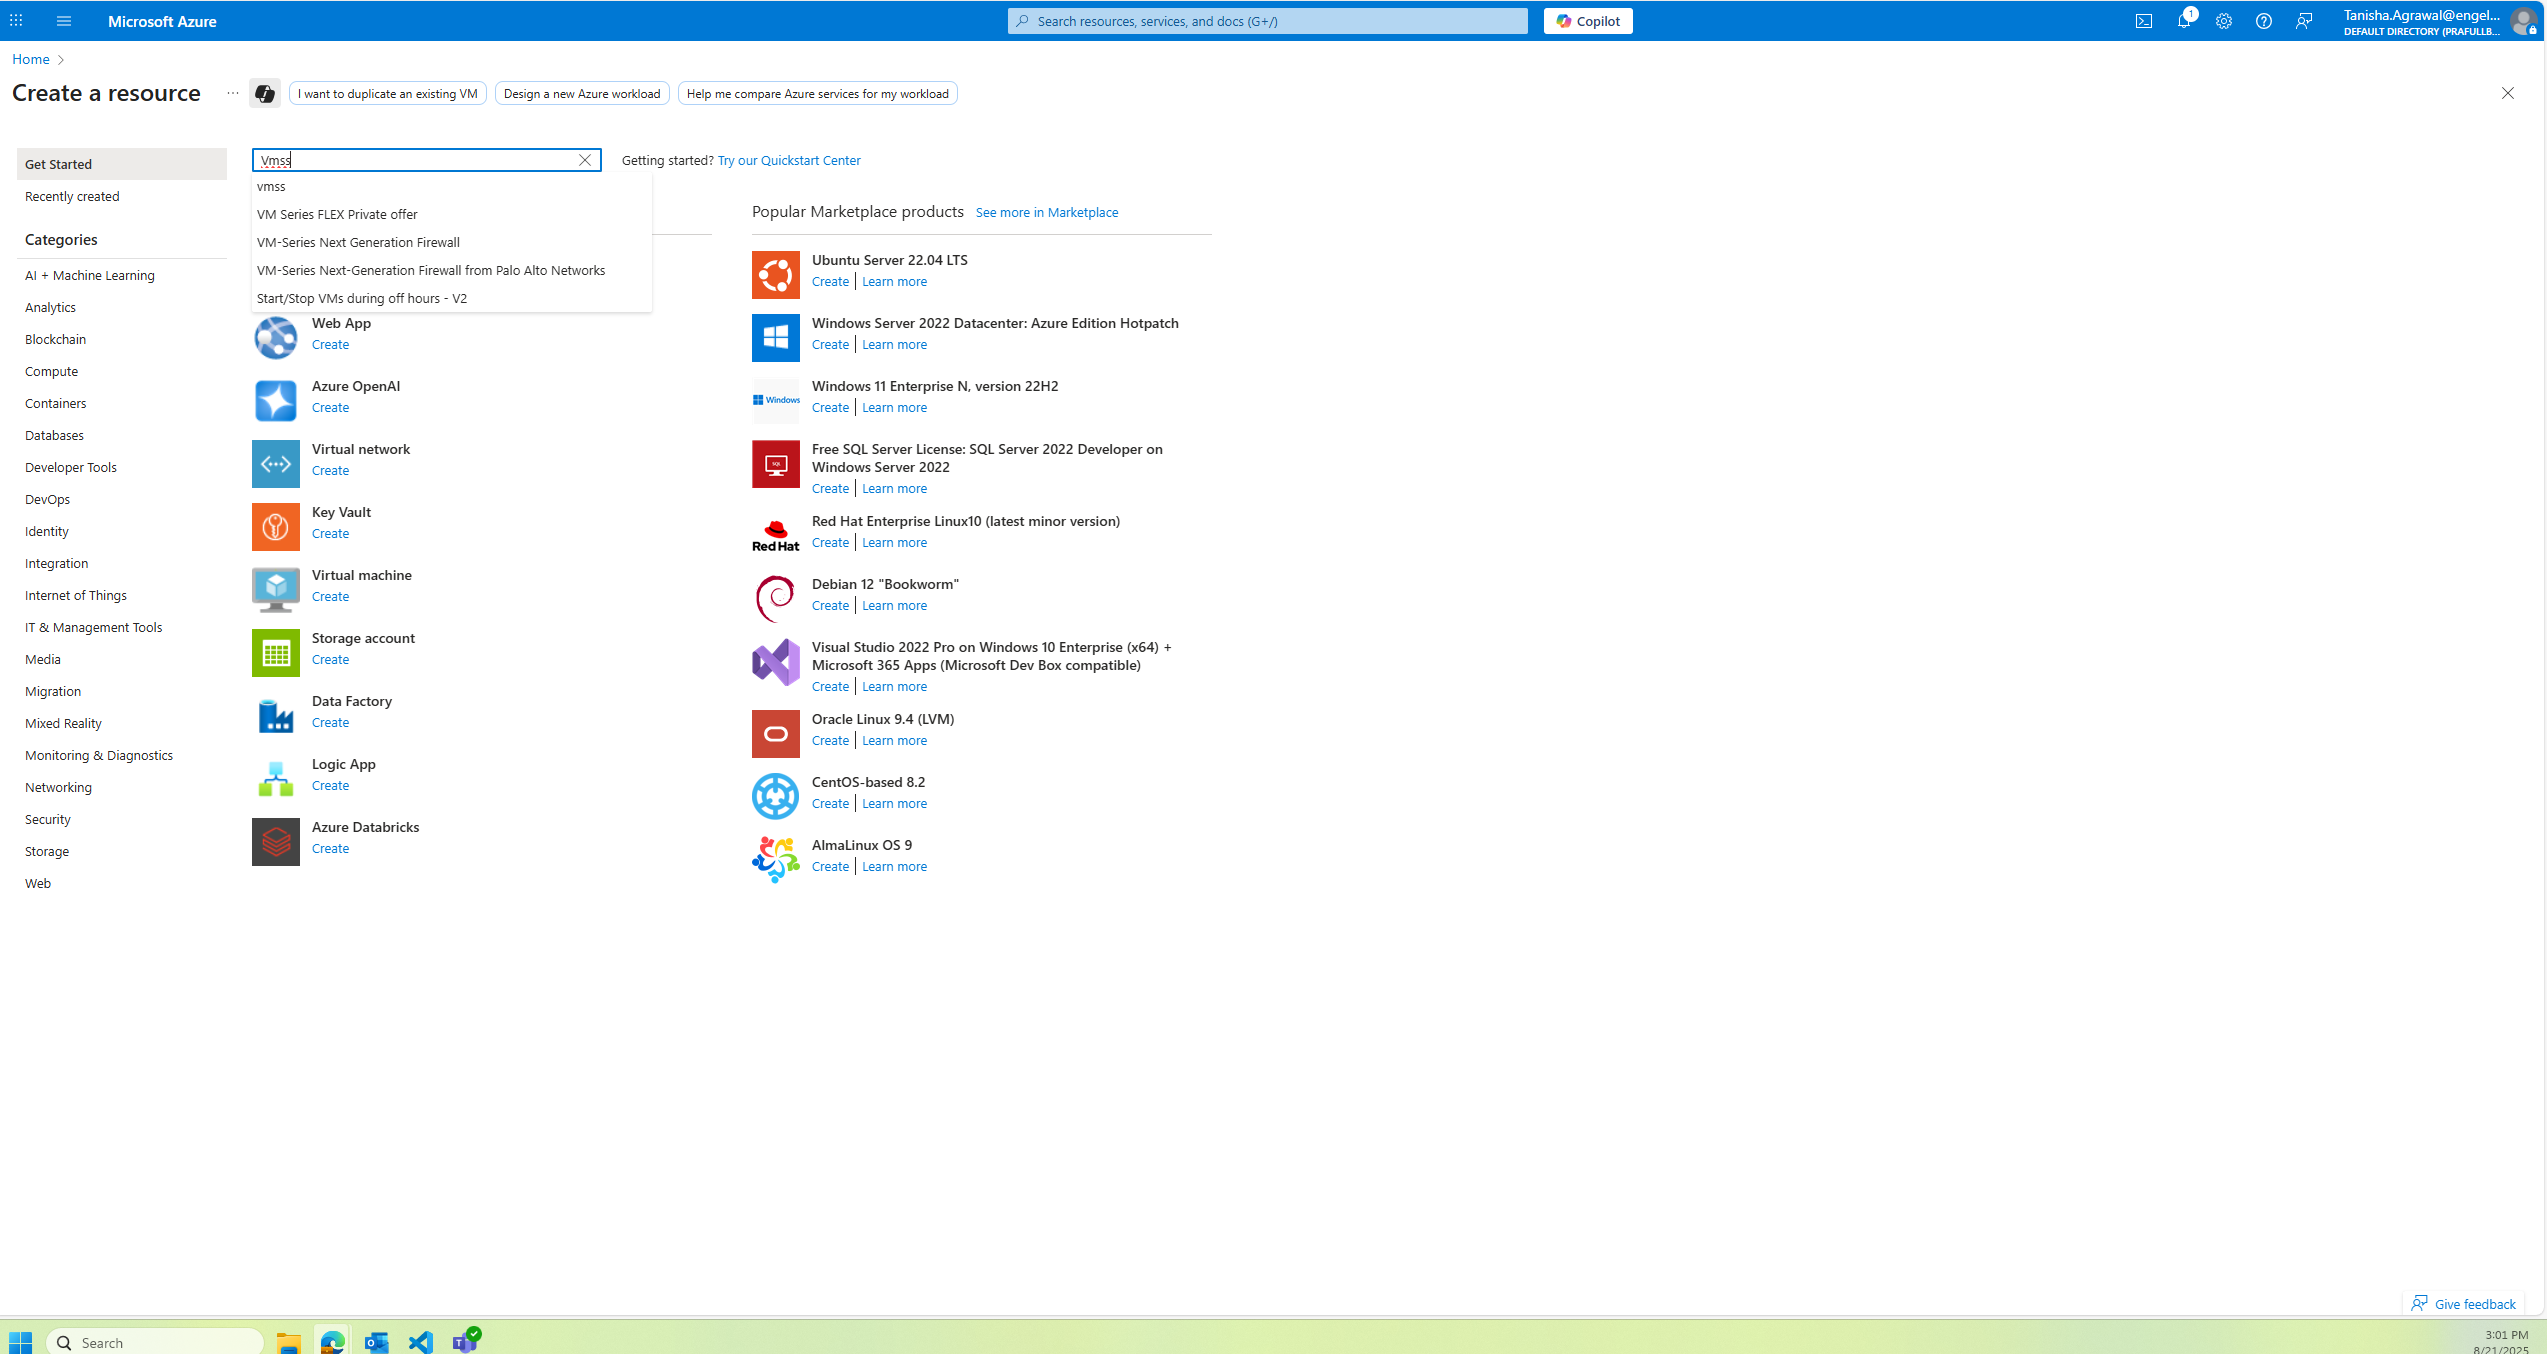 Microsoft Azure
Search resources, services, and docs (G+/)
Copilot
1
Tanisha.Agrawal@engel...
DEFAULT DIRECTORY (PRAFULLB...
Home
Create a resource
...
I want to duplicate an existing VM
Design a new Azure workload
Help me compare Azure services for my workload
Get Started
Recently created
Categories
AI + Machine Learning
Analytics
Blockchain
Compute
Containers
Databases
Developer Tools
DevOps
Identity
Integration
Internet of Things
IT & Management Tools
Media
Migration
Mixed Reality
Monitoring & Diagnostics
Networking
Security
Storage
Web
Vmss
Getting started? Try our Quickstart Center
vmss
VM Series FLEX Private offer
VM-Series Next Generation Firewall
VM-Series Next-Generation Firewall from Palo Alto Networks
Start/Stop VMs during off hours - V2
Web App
Create
Azure OpenAI
Create
Virtual network
Create
Key Vault
Create
Virtual machine
Create
Storage account
Create
Data Factory
Create
Logic App
Create
Azure Databricks
Create
Popular Marketplace products See more in Marketplace
Ubuntu Server 22.04 LTS
Create | Learn more
Windows Server 2022 Datacenter: Azure Edition Hotpatch
Create | Learn more
Windows
Windows 11 Enterprise N, version 22H2
Create | Learn more
SQL
Free SQL Server License: SQL Server 2022 Developer on
Windows Server 2022
Create | Learn more
Red Hat
Red Hat Enterprise Linux10 (latest minor version)
Create | Learn more
Debian 12 "Bookworm"
Create | Learn more
Visual Studio 2022 Pro on Windows 10 Enterprise (x64) +
Microsoft 365 Apps (Microsoft Dev Box compatible)
Create | Learn more
Oracle Linux 9.4 (LVM)
Create | Learn more
CentOS-based 8.2
Create | Learn more
AlmaLinux OS 9
Create | Learn more
Give feedback
Search
3:01 PM
8/21/2025